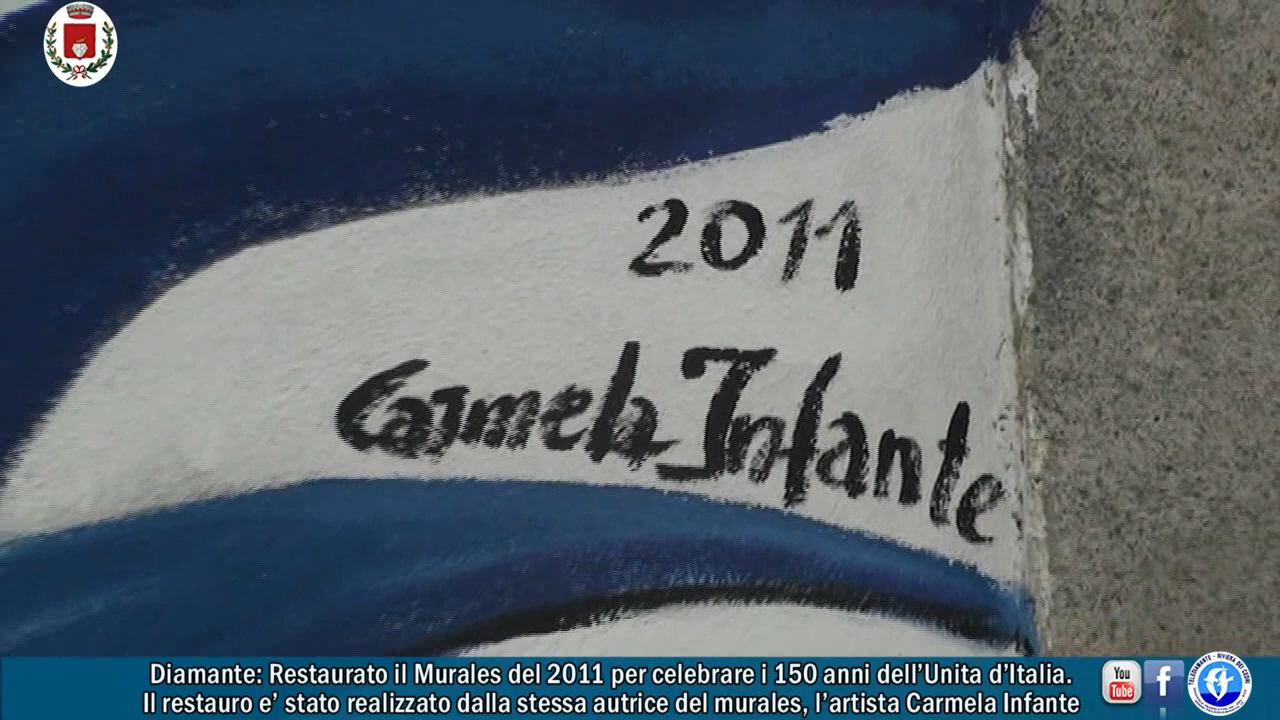 2011
Carmela Infante
Diamante: Restaurato il Murales del 2011 per celebrare i 150 anni dell'Unita d'Italia.
Il restauro e' stato realizzato dalla stessa autrice del murales, l'artista Carmela Infante
You
Tube
f